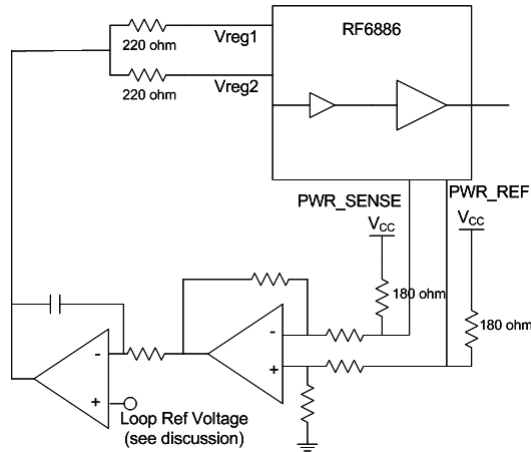 RF6886
220 ohm
Vreg1
220 ohm
Vreg2
PWR_SENSE
PWR_REF
VCC
VCC
180 ohm
180 ohm
-
+
-
+
Loop Ref Voltage
(see discussion)